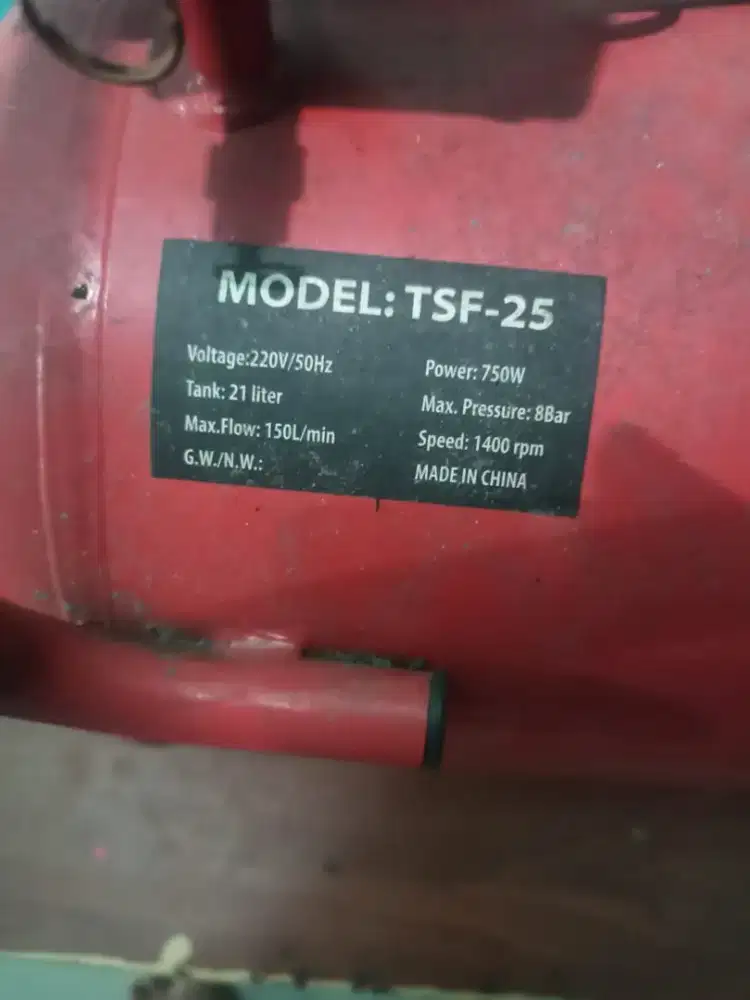 MODEL: TSF-25
Voltage:220V/50Hz
Tank: 21 liter
Max.Flow: 150L/min
G.W./N.W.:
Power: 750W
Max. Pressure: 8Bar
Speed: 1400 rpm
MADE IN CHINA